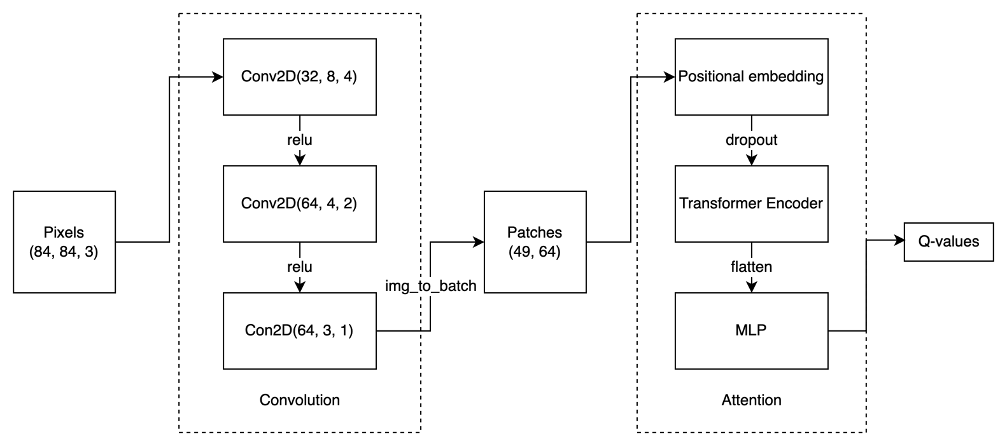 Pixels
(84, 84, 3)
Conv2D(32, 8, 4)
relu
Conv2D(64, 4, 2)
relu
Con2D(64, 3, 1)
Convolution
img_to_batch
Patches
(49, 64)
Positional embedding
dropout
Transformer Encoder
flatten
MLP
Attention
Q-values